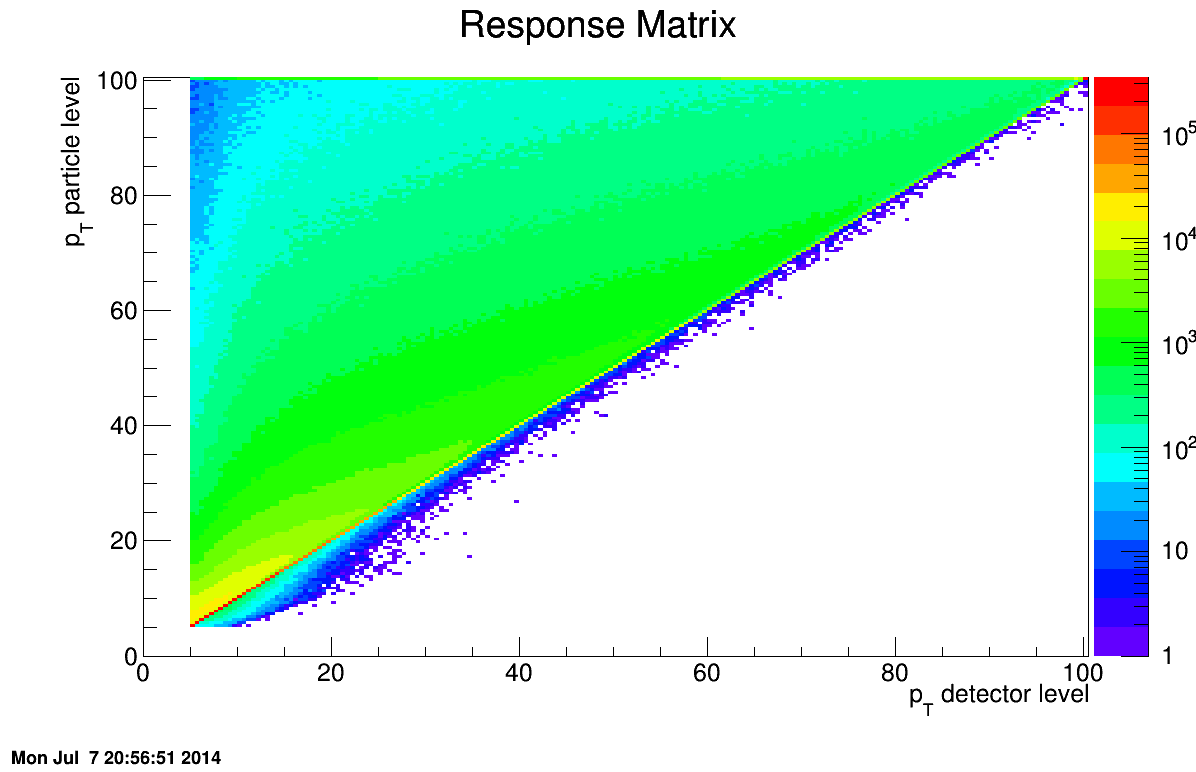 Response Matrix
p_T particle level
100
80
60
40
20
0
0 20 40 60 80 100
p_T detector level
10^5
10^4
10^3
10^2
10
1
Mon Jul 7 20:56:51 2014